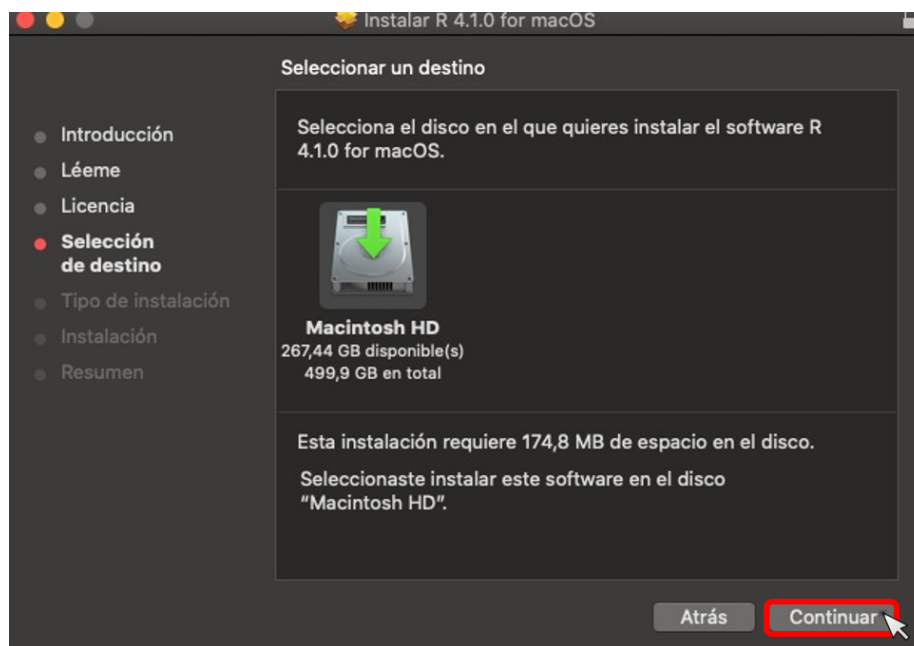 Instalar R 4.1.0 for macOS
Seleccionar un destino
Introducción
Léeme
Licencia
Selección
de destino
Tipo de instalación
Instalación
Resumen
Selecciona el disco en el que quieres instalar el software R
4.1.0 for macOS.
Macintosh HD
267,44 GB disponible(s)
499,9 GB en total
Esta instalación requiere 174,8 MB de espacio en el disco.
Seleccionaste instalar este software en el disco
“Macintosh HD”.
Atrás
Continuar